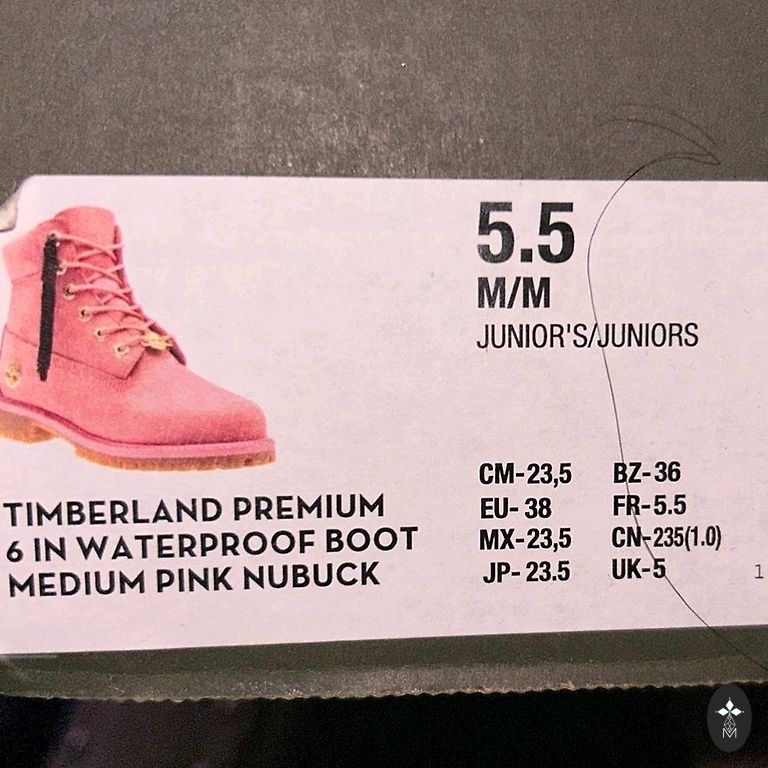 5.5
M/M
JUNIOR'S/JUNIORS
CM-23,5 BZ-36
EU-38 FR-5.5
MX-23,5 CN-235(1.0)
JP-23.5 UK-5
TIMBERLAND PREMIUM
6 IN WATERPROOF BOOT
MEDIUM PINK NUBUCK
1
M